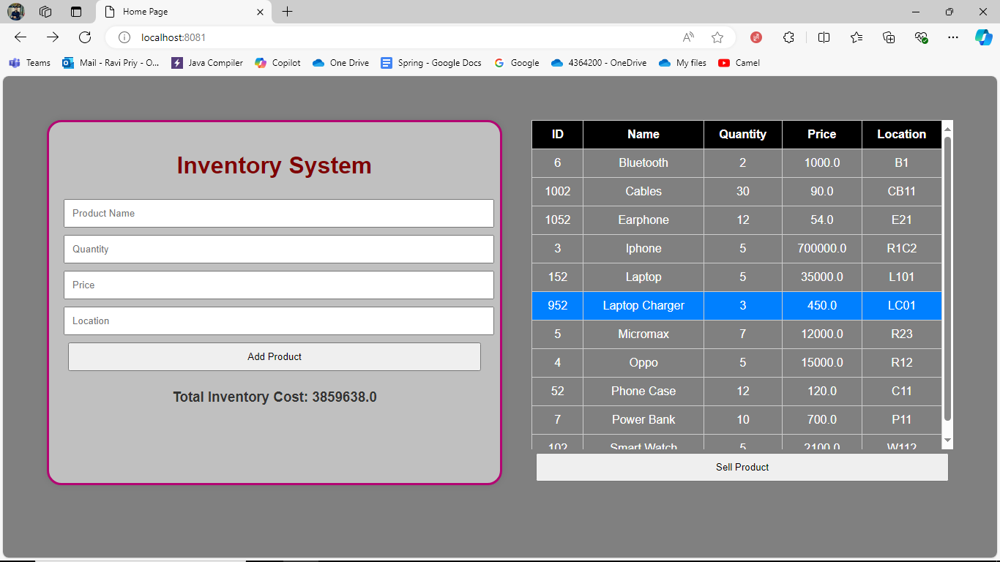 Home Page
localhost:8081
Teams Mail - Ravi Priy - O... Java Compiler Copilot One Drive Spring - Google Docs Google 4364200 - OneDrive My files Camel
Inventory System
Product Name
Quantity
Price
Location
Add Product
Total Inventory Cost: 3859638.0
ID Name Quantity Price Location
6 Bluetooth 2 1000.0 B1
1002 Cables 30 90.0 CB11
1052 Earphone 12 54.0 E21
3 Iphone 5 700000.0 R1C2
152 Laptop 5 35000.0 L101
952 Laptop Charger 3 450.0 LC01
5 Micromax 7 12000.0 R23
4 Oppo 5 15000.0 R12
52 Phone Case 12 120.0 C11
7 Power Bank 10 700.0 P11
102 Smart Watch 5 2100.0 W112
Sell Product